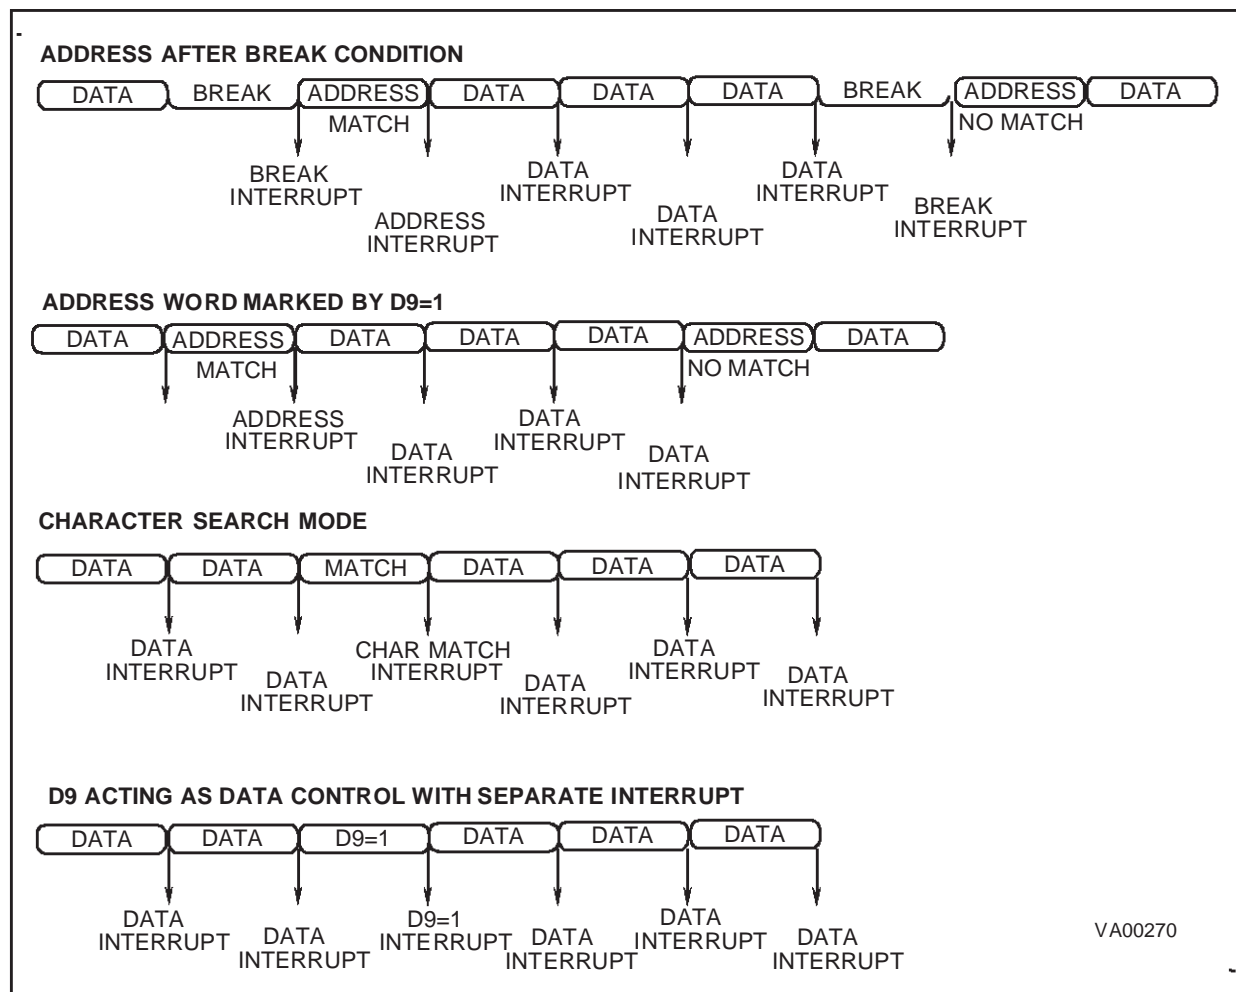 ADDRESS AFTER BREAK CONDITION
DATA BREAK ADDRESS DATA DATA DATA BREAK ADDRESS DATA
MATCH NO MATCH
BREAK INTERRUPT
ADDRESS INTERRUPT
DATA INTERRUPT
DATA INTERRUPT
DATA INTERRUPT
BREAK INTERRUPT
ADDRESS WORD MARKED BY D9=1
DATA ADDRESS DATA DATA DATA ADDRESS DATA
MATCH NO MATCH
ADDRESS INTERRUPT
DATA INTERRUPT
DATA INTERRUPT
DATA INTERRUPT
CHARACTER SEARCH MODE
DATA DATA MATCH DATA DATA DATA
DATA INTERRUPT
DATA INTERRUPT
CHAR MATCH INTERRUPT
DATA INTERRUPT
DATA INTERRUPT
DATA INTERRUPT
D9 ACTING AS DATA CONTROL WITH SEPARATE INTERRUPT
DATA DATA D9=1 DATA DATA DATA
DATA INTERRUPT
DATA INTERRUPT
D9=1 INTERRUPT
DATA INTERRUPT
DATA INTERRUPT
DATA INTERRUPT
VA00270